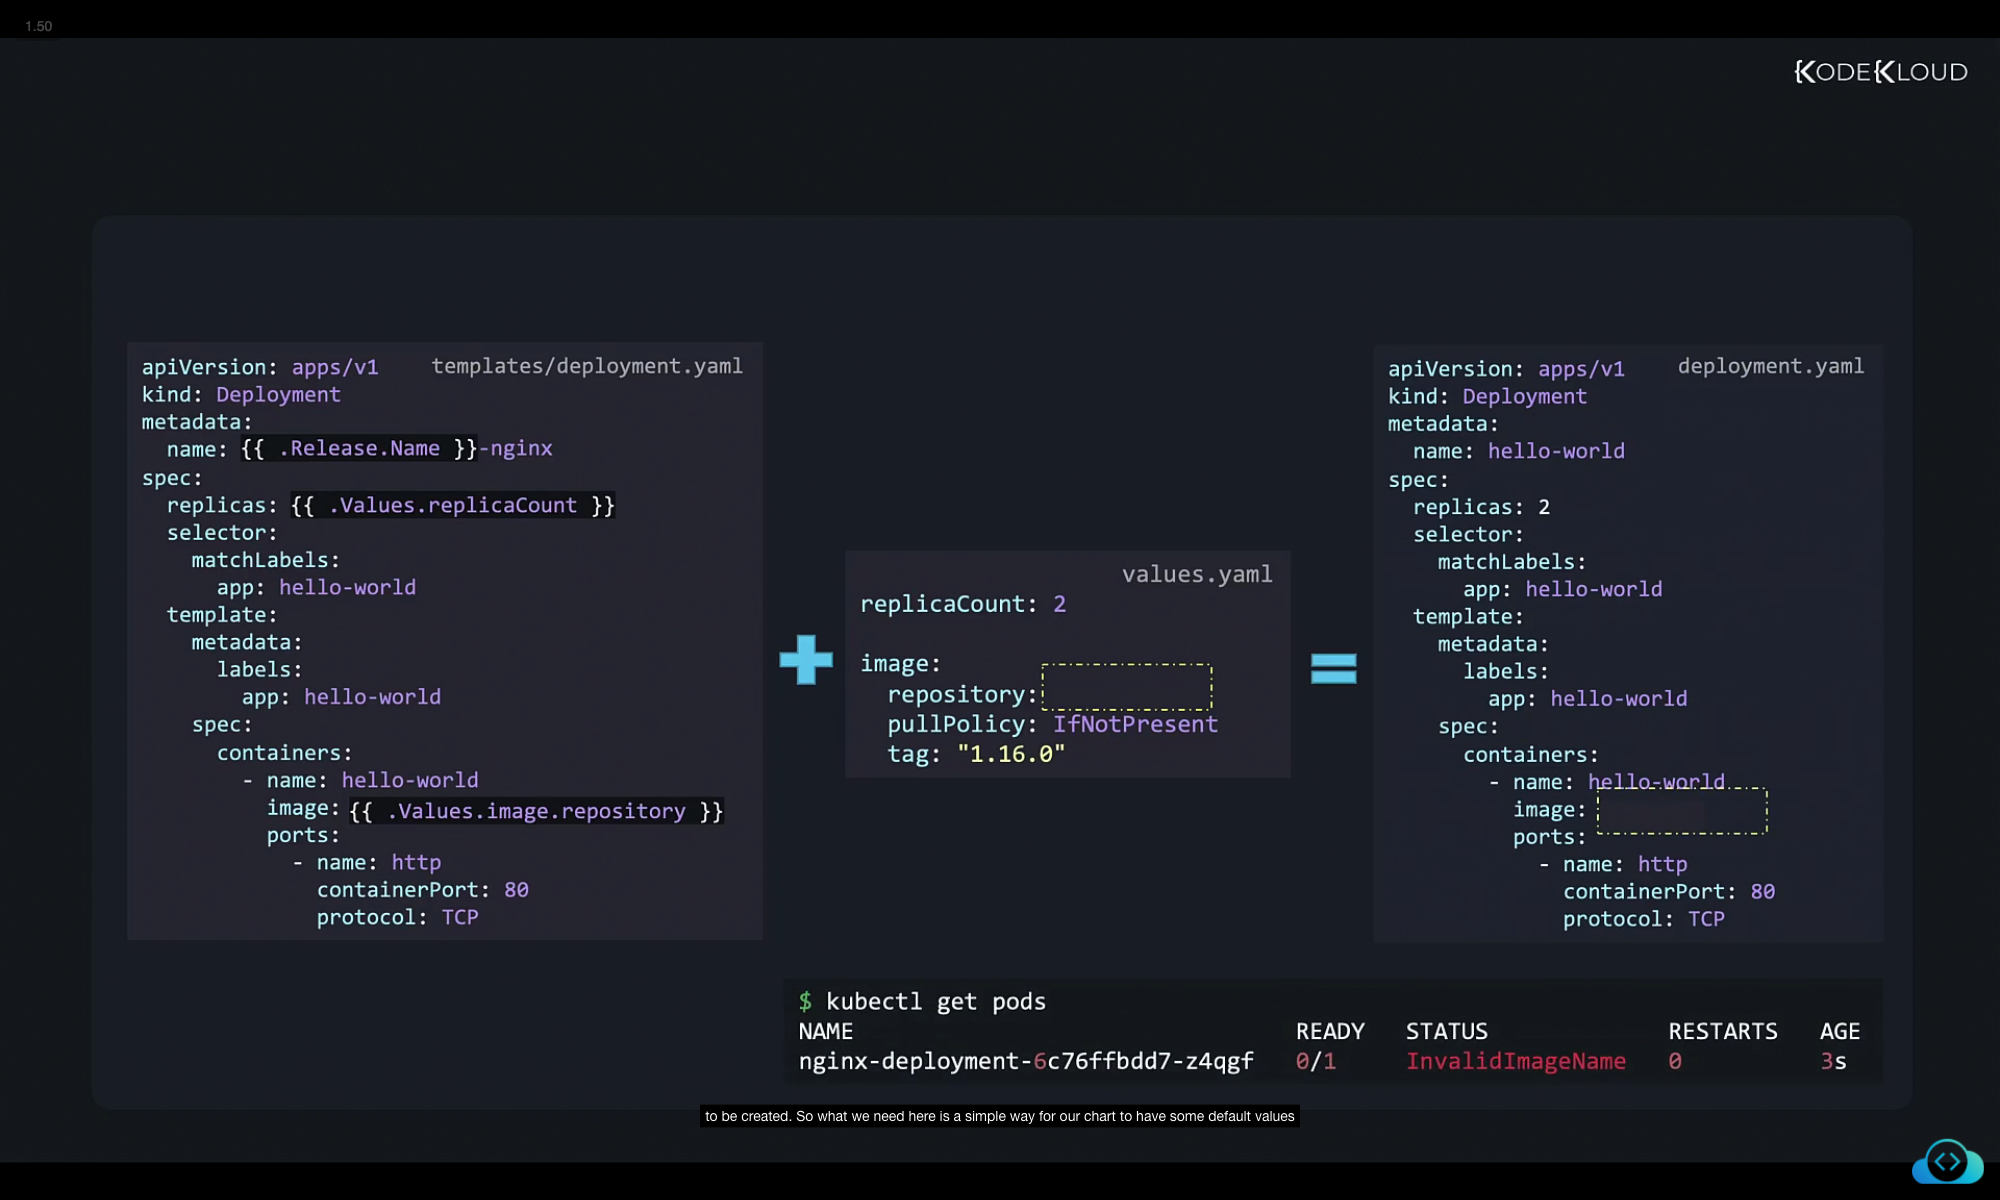 1.50
KODEKLOUD
apiVersion: apps/v1 templates/deployment.yaml
kind: Deployment
metadata:
  name: {{ .Release.Name }}-nginx
spec:
  replicas: {{ .Values.replicaCount }}
  selector:
    matchLabels:
      app: hello-world
  template:
    metadata:
      labels:
        app: hello-world
    spec:
      containers:
        - name: hello-world
          image: {{ .Values.image.repository }}
          ports:
            - name: http
              containerPort: 80
              protocol: TCP
values.yaml
replicaCount: 2
image:
  repository:
  pullPolicy: IfNotPresent
  tag: "1.16.0"
apiVersion: apps/v1 deployment.yaml
kind: Deployment
metadata:
  name: hello-world
spec:
  replicas: 2
  selector:
    matchLabels:
      app: hello-world
  template:
    metadata:
      labels:
        app: hello-world
    spec:
      containers:
        - name: hello-world
          image:
          ports:
            - name: http
              containerPort: 80
              protocol: TCP
$ kubectl get pods
NAME READY STATUS RESTARTS AGE
nginx-deployment-6c76ffbdd7-z4qgf 0/1 InvalidImageName 0 3s
to be created. So what we need here is a simple way for our chart to have some default values